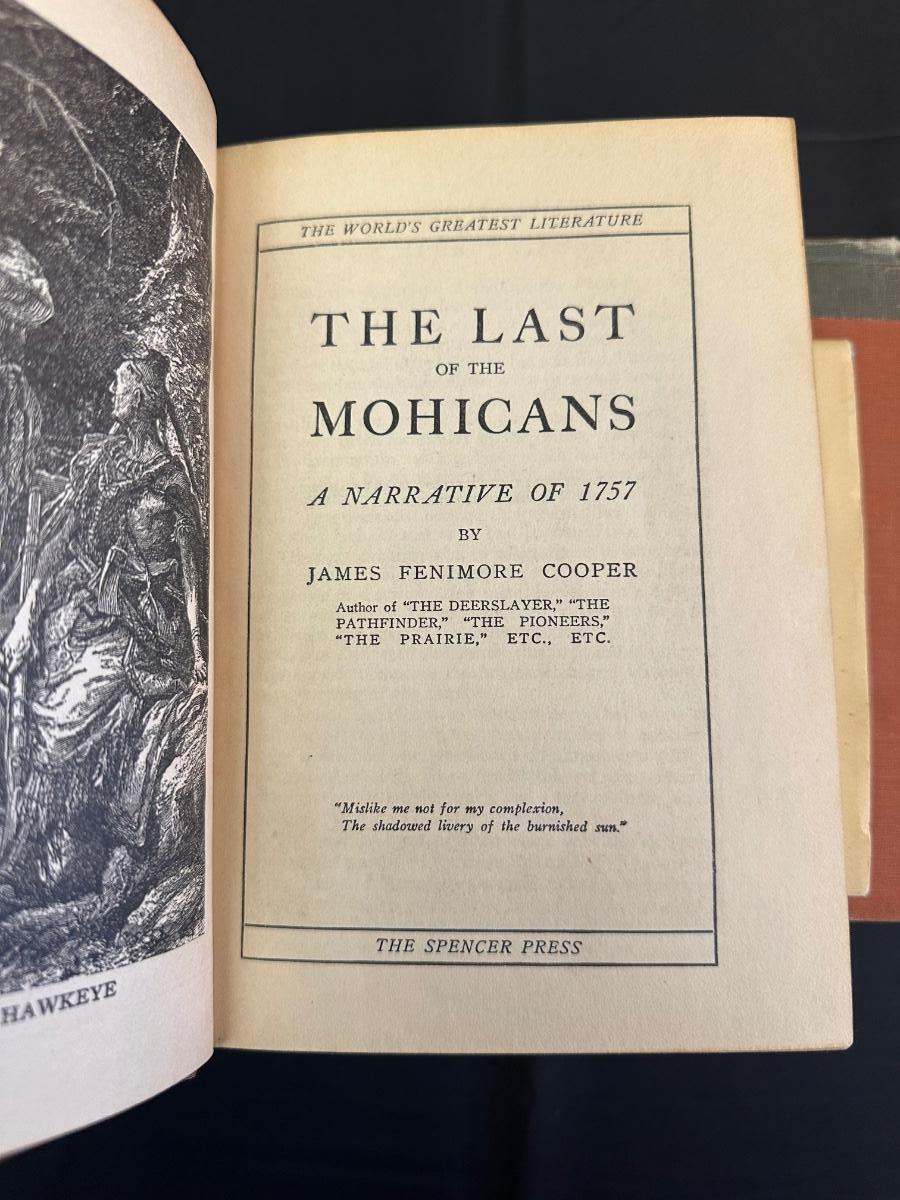 HAWKEYE
THE WORLD'S GREATEST LITERATURE
THE LAST
OF THE
MOHICANS
A NARRATIVE OF 1757
BY
JAMES FENIMORE COOPER
Author of "THE DEERSLAYER," "THE
PATHFINDER," "THE PIONEERS,"
"THE PRAIRIE," ETC., ETC.
"Mislike me not for my complexion,
The shadowed livery of the burnished sun."
THE SPENCER PRESS